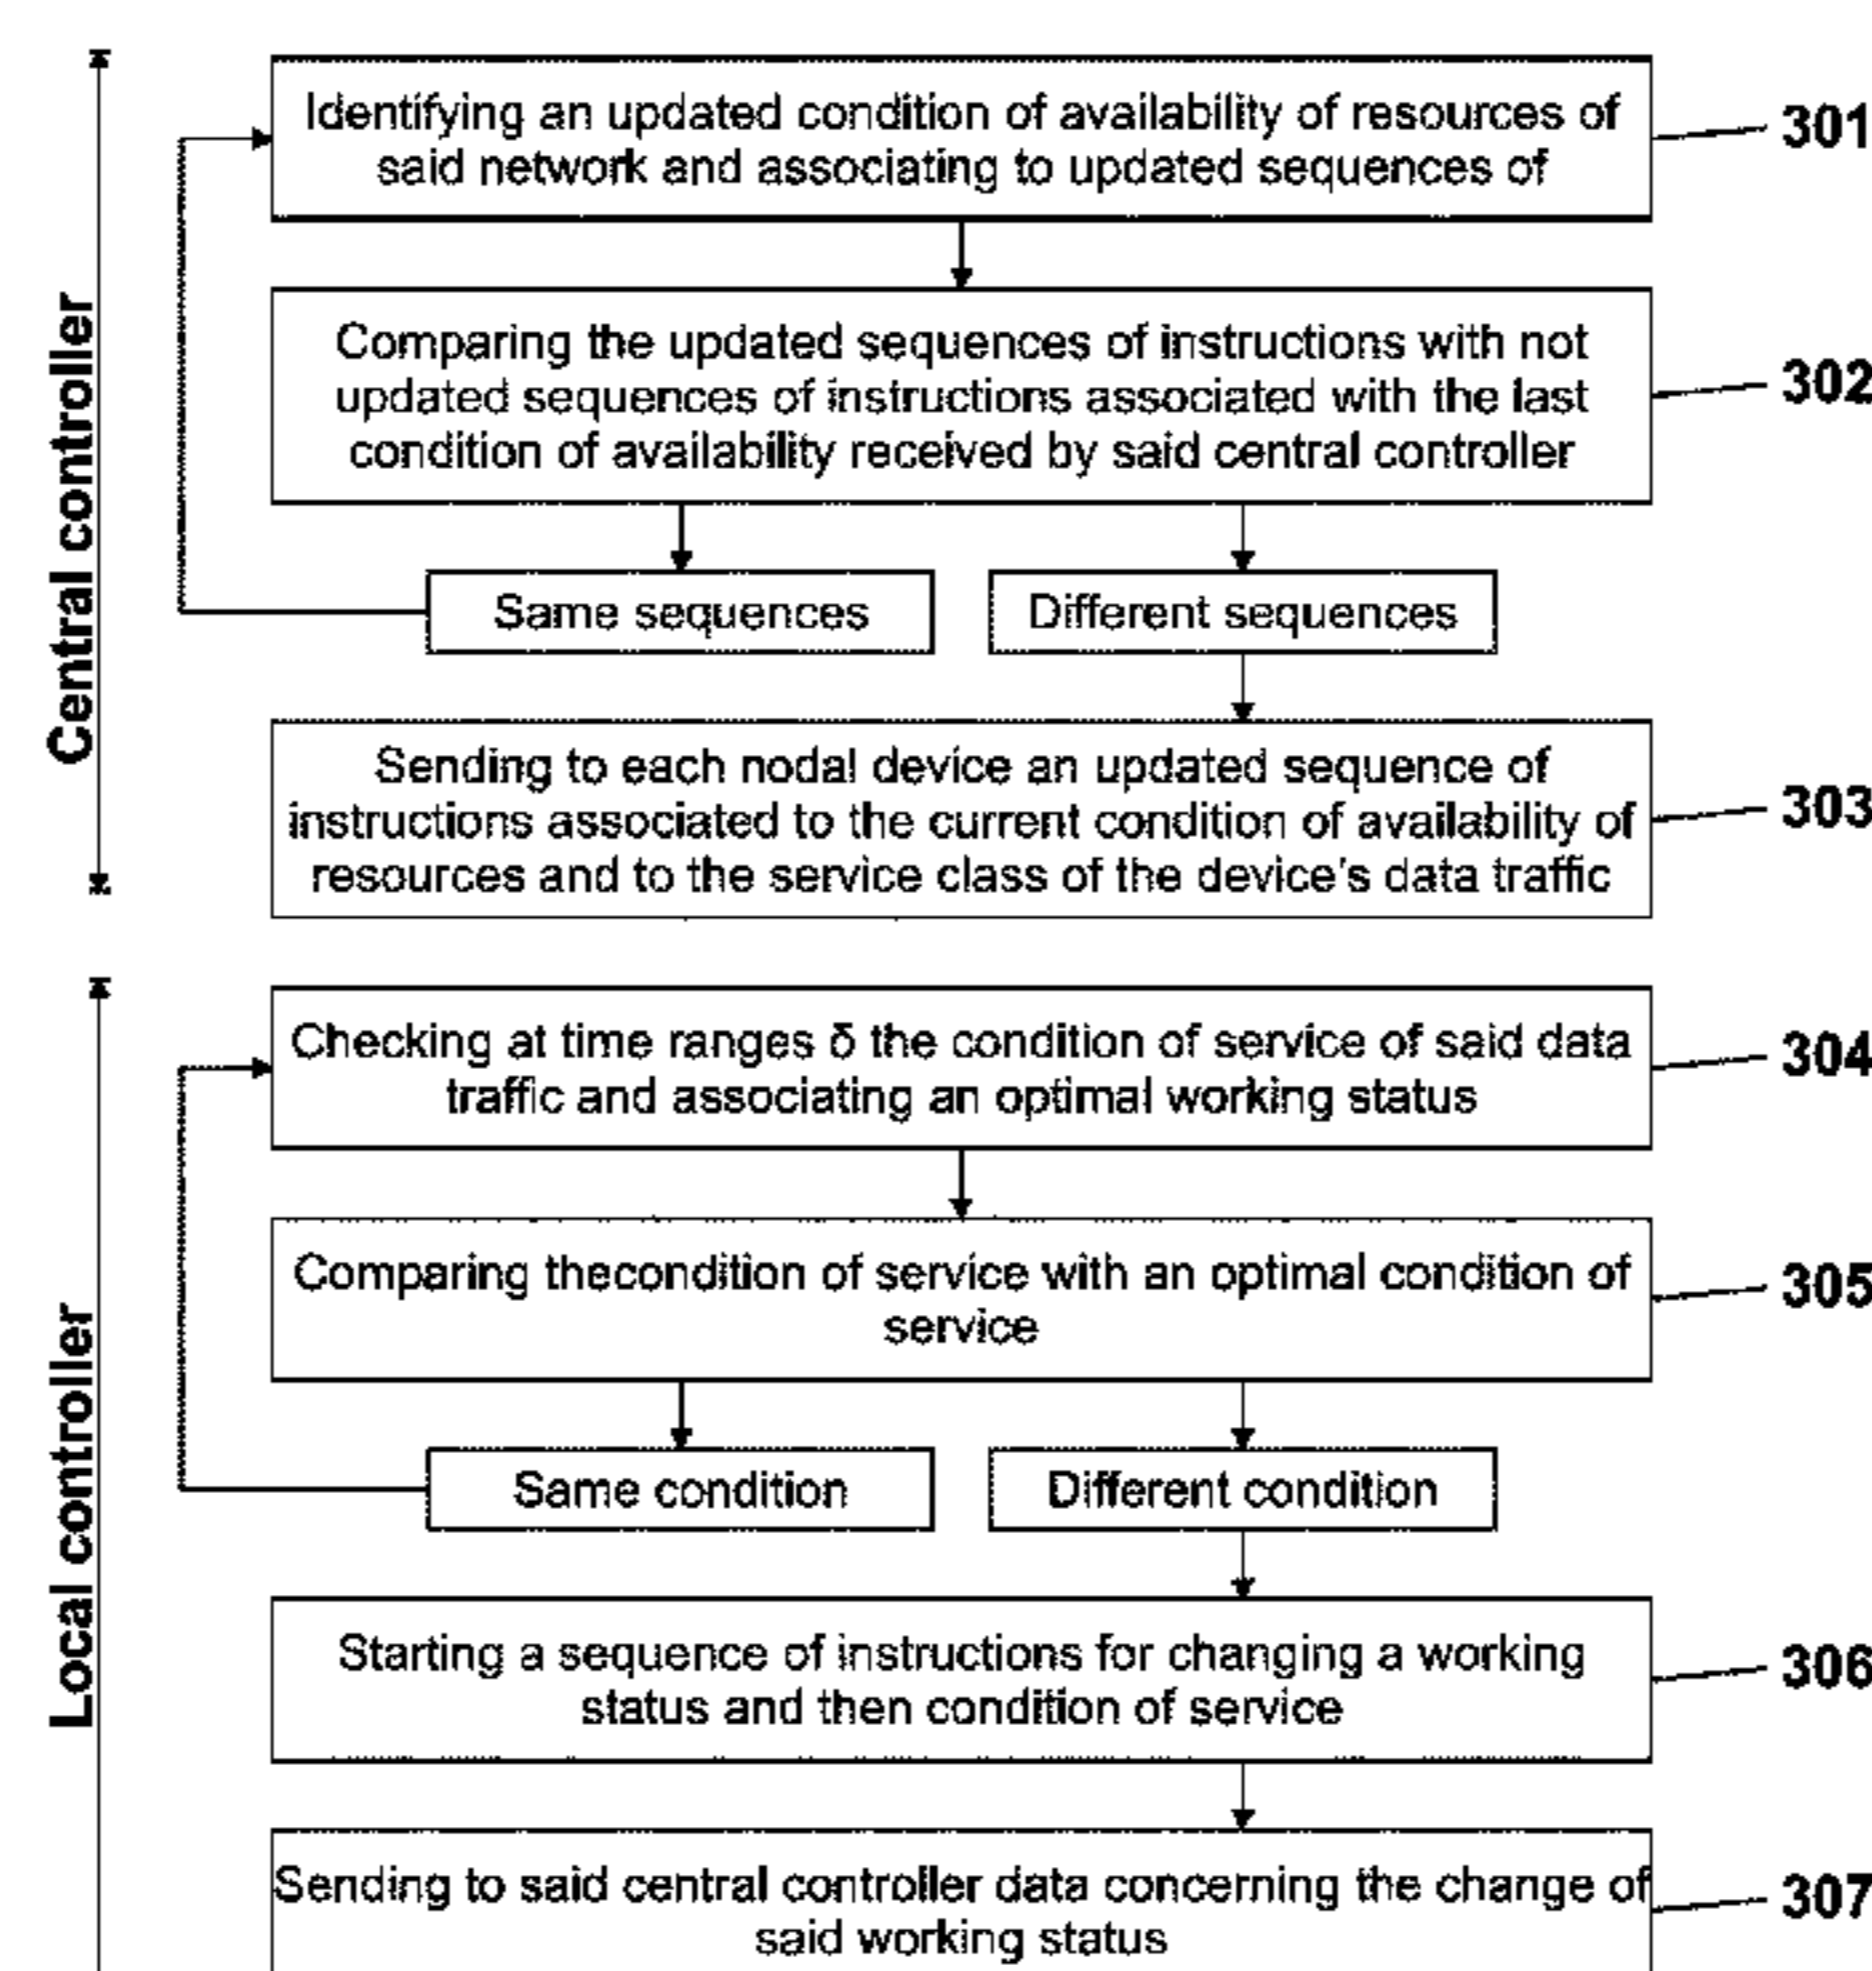 Central controller
Identifying an updated condition of availability of resources of
said network and associating to updated sequences of
301
Comparing the updated sequences of instructions with not
updated sequences of instructions associated with the last
condition of availability received by said central controller
302
Same sequences
Different sequences
Sending to each nodal device an updated sequence of
instructions associated to the current condition of availability of
resources and to the service class of the device's data traffic
303
Local controller
Checking at time ranges δ the condition of service of said data
traffic and associating an optimal working status
304
Comparing thecondition of service with an optimal condition of
service
305
Same condition
Different condition
Starting a sequence of instructions for changing a working
status and then condition of service
306
Sending to said central controller data concerning the change of
said working status
307